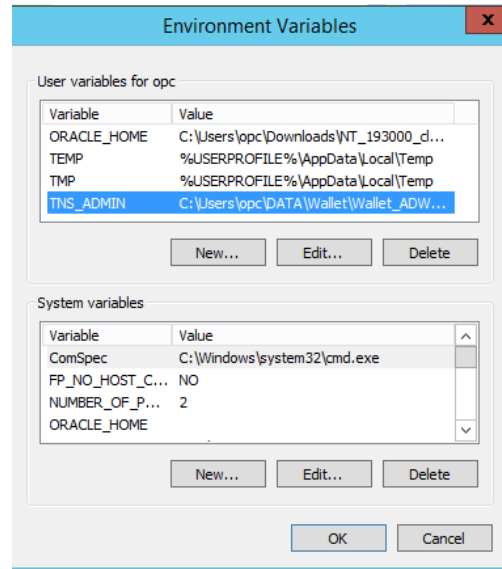 Environment Variables
x
User variables for opc
Variable Value
ORACLE_HOME C:\Users\opc\Downloads\NT_193000_cl...
TEMP %USERPROFILE%\AppData\Local\Temp
TMP %USERPROFILE%\AppData\Local\Temp
TNS_ADMIN C:\Users\opc\DATA\Wallet\Wallet_ADW...
New... Edit... Delete
System variables
Variable Value
ComSpec C:\Windows\system32\cmd.exe
FP_NO_HOST_C... NO
NUMBER_OF_P... 2
ORACLE_HOME
New... Edit... Delete
OK Cancel